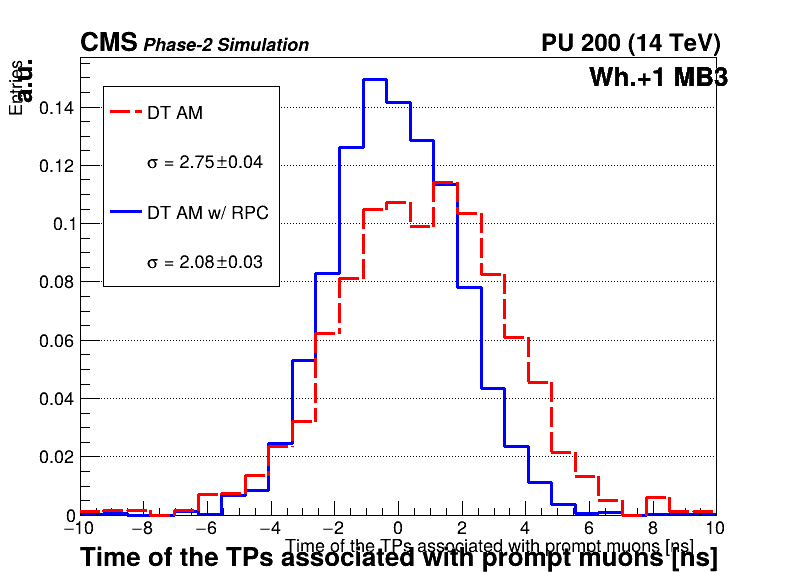 CMS Phase-2 Simulation PU 200 (14 TeV)
Entries
a.u.
Wh.+1 MB3
DT AM
σ = 2.75±0.04
DT AM w/ RPC
σ = 2.08±0.03
0.14
0.12
0.1
0.08
0.06
0.04
0.02
0
−10 −8 −6 −4 −2 0 2 4 6 8 10
Time of the TPs associated with prompt muons [ns]
Time of the TPs associated with prompt muons [ns]